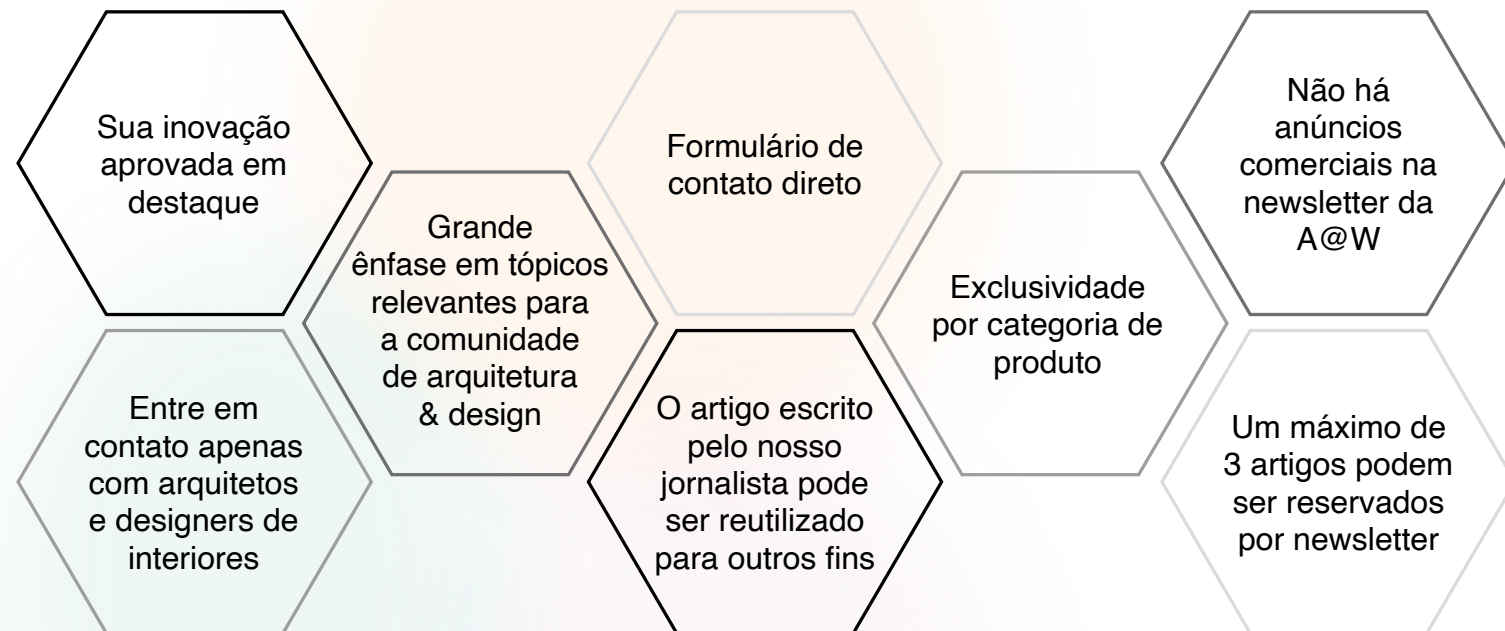 Sua inovação
aprovada em
destaque
Entre em
contato apenas
com arquitetos
e designers de
interiores
Grande
ênfase em tópicos
relevantes para
a comunidade
de arquitetura
& design
Formulário de
contato direto
O artigo escrito
pelo nosso
jornalista pode
ser reutilizado
para outros fins
Exclusividade
por categoria de
produto
Não há
anúncios
comerciais na
newsletter da
A@W
Um máximo de
3 artigos podem
ser reservados
por newsletter